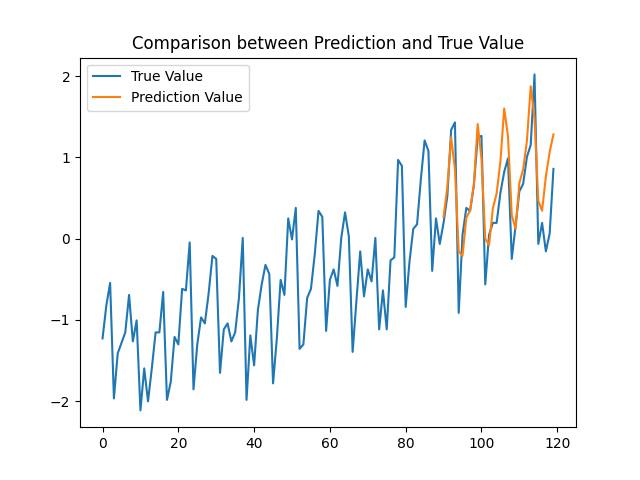 Comparison between Prediction and True Value
True Value
Prediction Value
2
1
0
−1
−2
0 20 40 60 80 100 120